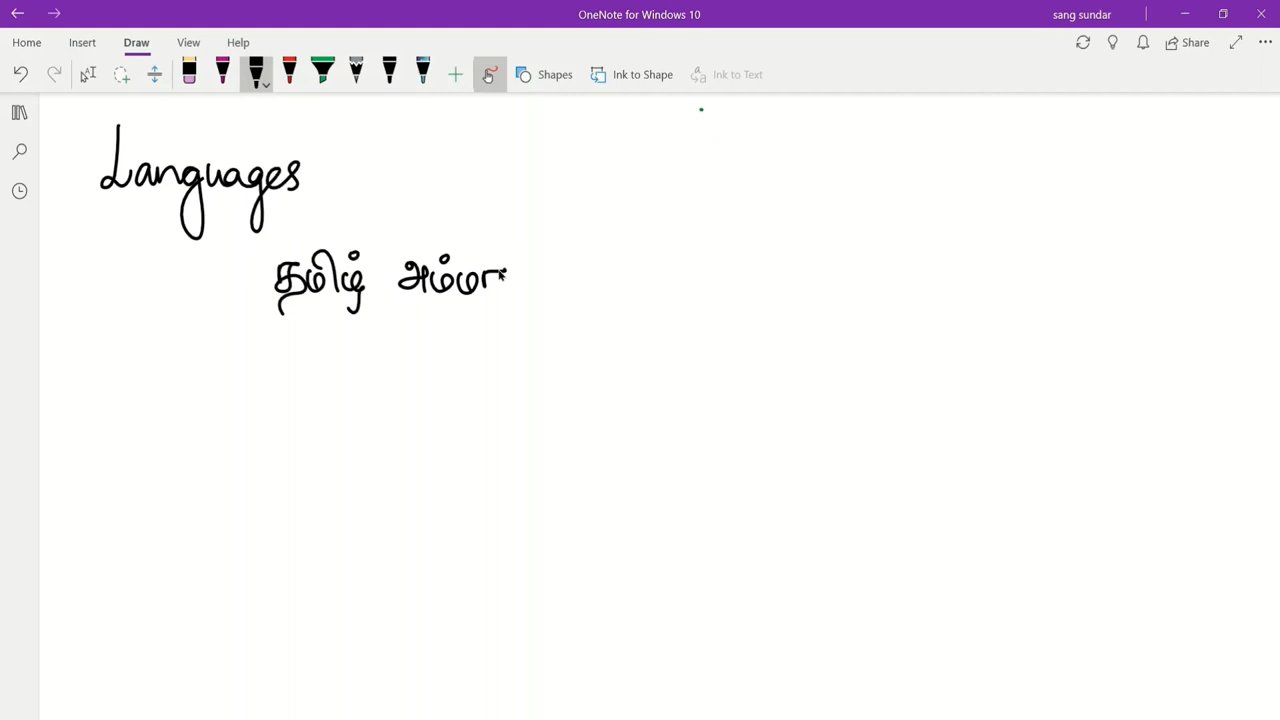 OneNote for Windows 10
sang sundar
Home Insert Draw View Help
Share
Shapes Ink to Shape Ink to Text
Languages
தமிழ் அம்மா